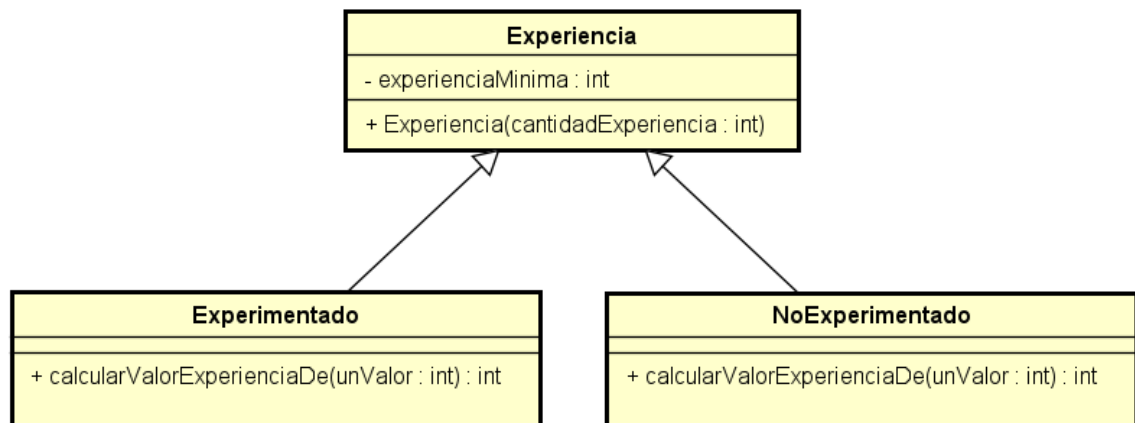 Experiencia
- experienciaMinima : int
+ Experiencia(cantidadExperiencia : int)
Experimentado
+ calcularValorExperienciaDe(unValor : int) : int
NoExperimentado
+ calcularValorExperienciaDe(unValor : int) : int